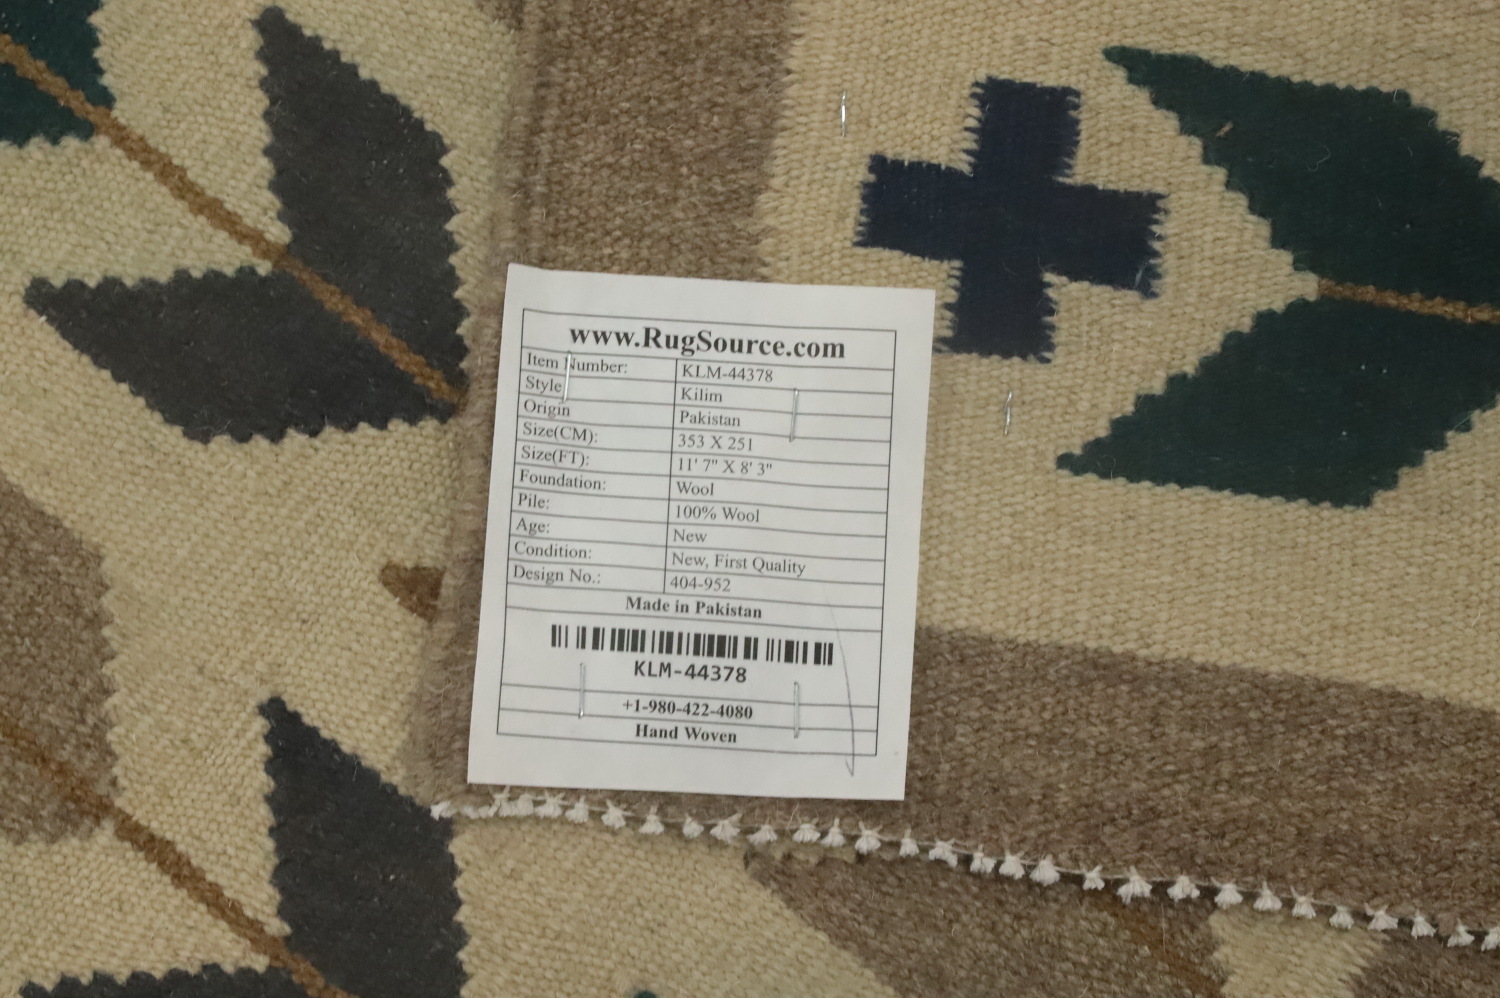 www.RugSource.com
Item Number: KLM-44378
Style Kilim
Origin Pakistan
Size(CM): 353 X 251
Size(FT): 11' 7" X 8' 3"
Foundation: Wool
Pile: 100% Wool
Age: New
Condition: New, First Quality
Design No.: 404-952
Made in Pakistan
KLM-44378
+1-980-422-4080
Hand Woven